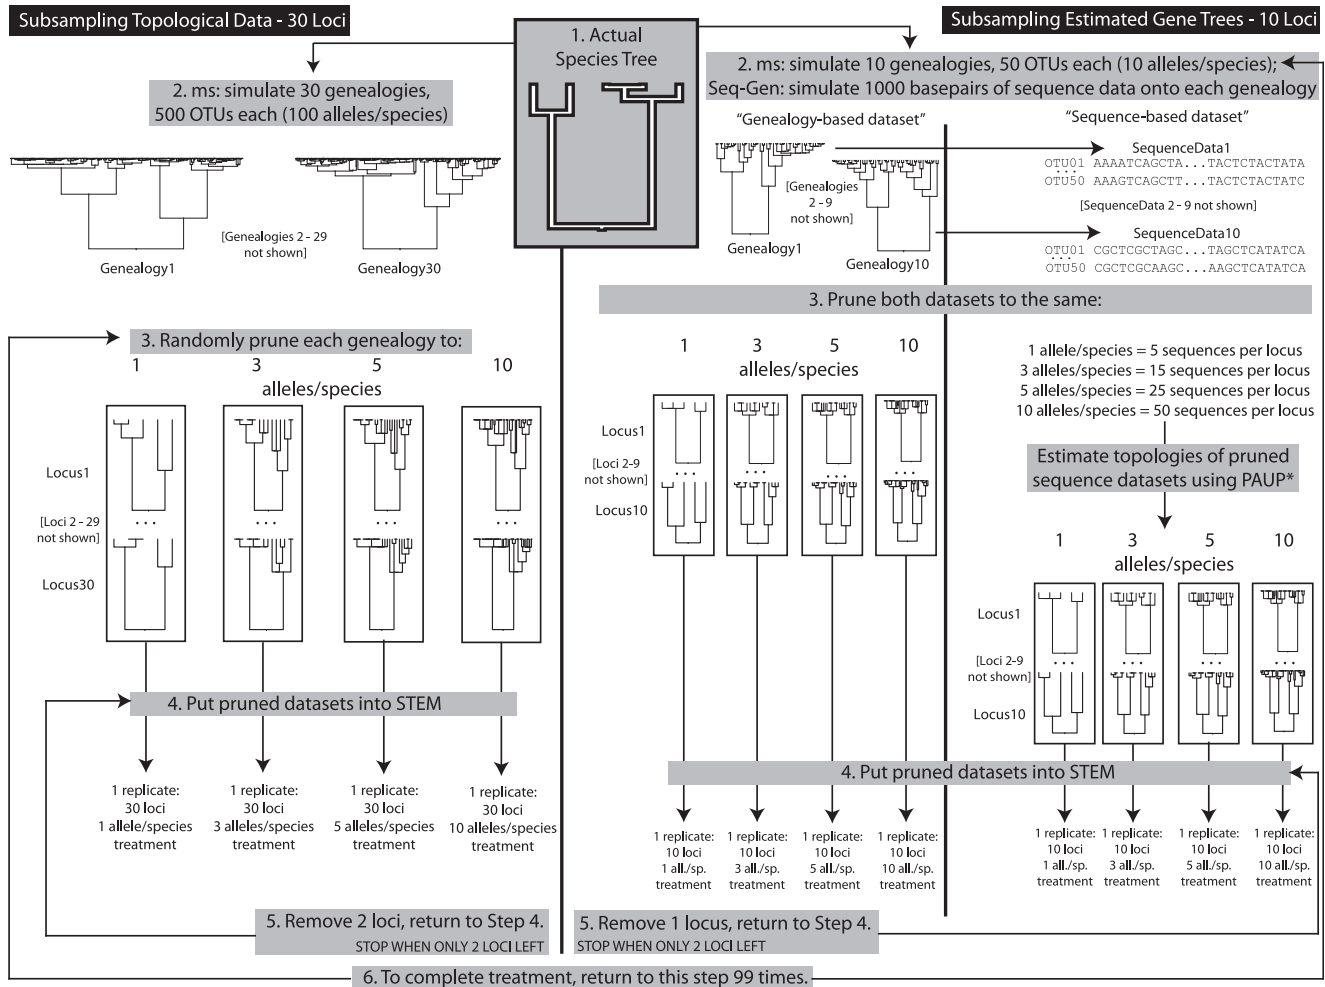 Subsampling Topological Data - 30 Loci
1. Actual
Species Tree
Subsampling Estimated Gene Trees - 10 Loci
2. ms: simulate 30 genealogies,
500 OTUs each (100 alleles/species)
[Genealogies 2 - 29
not shown]
Genealogy1
Genealogy30
2. ms: simulate 10 genealogies, 50 OTUs each (10 alleles/species);
Seq-Gen: simulate 1000 basepairs of sequence data onto each genealogy
"Genealogy-based dataset"
"Sequence-based dataset"
[Genealogies
2 - 9
not shown]
Genealogy1
Genealogy10
SequenceData1
OTU01 AAAATCAGCTA...TACTCTACTATA
...
OTU50 AAAGTCAGCTT...TACTCTACTATC
[SequenceData 2 - 9 not shown]
SequenceData10
OTU01 CGCTCGCTAGC...TAGCTCATATCA
...
OTU50 CGCTCGCAAGC...AAGCTCATATCA
3. Randomly prune each genealogy to:
1 3 5 10
alleles/species
Locus1
[Loci 2 - 29
not shown]
Locus30
... ... ... ...
4. Put pruned datasets into STEM
1 replicate:
30 loci
1 allele/species
treatment
1 replicate:
30 loci
3 alleles/species
treatment
1 replicate:
30 loci
5 alleles/species
treatment
1 replicate:
30 loci
10 alleles/species
treatment
5. Remove 2 loci, return to Step 4.
STOP WHEN ONLY 2 LOCI LEFT
3. Prune both datasets to the same:
1 3 5 10
alleles/species
Locus1
[Loci 2-9
not shown]
Locus10
... ... ... ...
1 allele/species = 5 sequences per locus
3 alleles/species = 15 sequences per locus
5 alleles/species = 25 sequences per locus
10 alleles/species = 50 sequences per locus
Estimate topologies of pruned
sequence datasets using PAUP*
1 3 5 10
alleles/species
Locus1
[Loci 2-9
not shown]
Locus10
... ... ... ...
4. Put pruned datasets into STEM
1 replicate:
10 loci
1 all./sp.
treatment
1 replicate:
10 loci
3 all./sp.
treatment
1 replicate:
10 loci
5 all./sp.
treatment
1 replicate:
10 loci
10 all./sp.
treatment
1 replicate:
10 loci
1 all./sp.
treatment
1 replicate:
10 loci
3 all./sp.
treatment
1 replicate:
10 loci
5 all./sp.
treatment
1 replicate:
10 loci
10 all./sp.
treatment
5. Remove 1 locus, return to Step 4.
STOP WHEN ONLY 2 LOCI LEFT
6. To complete treatment, return to this step 99 times.